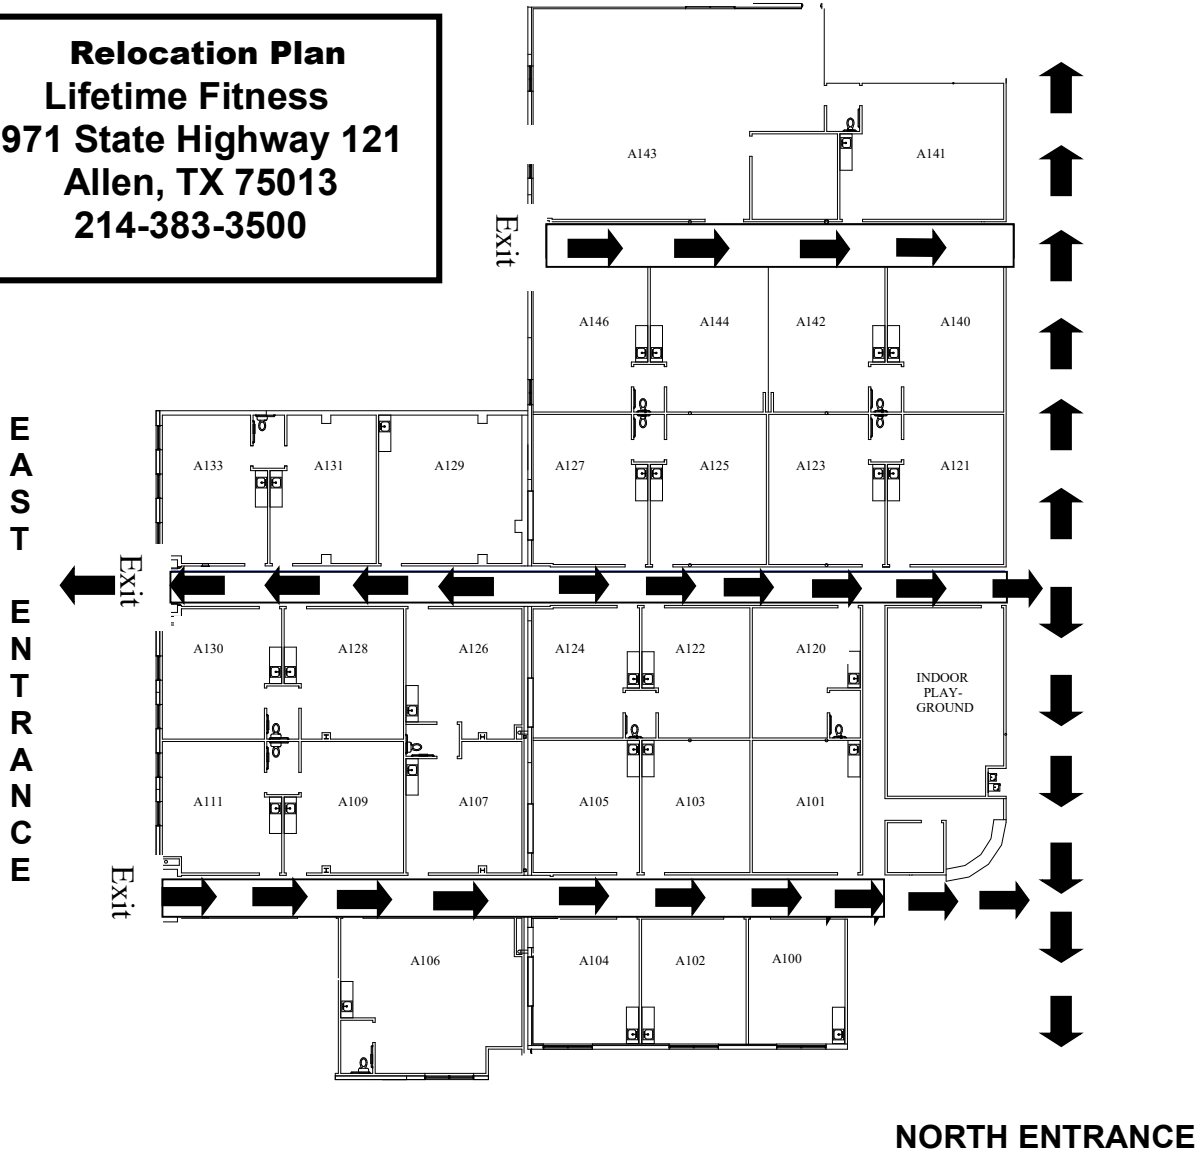 Relocation Plan
Lifetime Fitness
971 State Highway 121
Allen, TX 75013
214-383-3500
A143
A141
Exit
A146
A144
A142
A140
EAST ENTRANCE
A133
A131
A129
A127
A125
A123
A121
Exit
A130
A128
A126
A124
A122
A120
INDOOR
PLAY-
GROUND
A111
A109
A107
A105
A103
A101
Exit
A106
A104
A102
A100
NORTH ENTRANCE